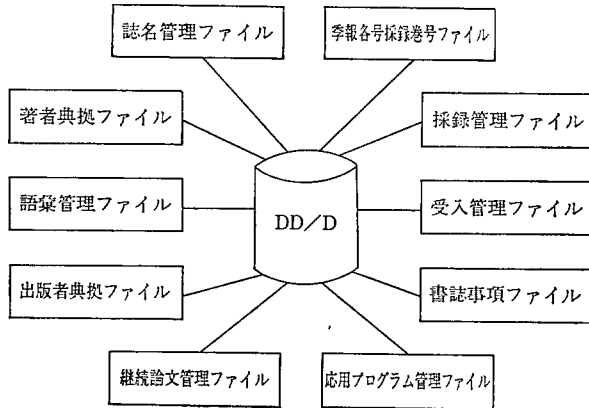 誌名管理ファイル
季報各号採録巻号ファイル
著者典拠ファイル
採録管理ファイル
語彙管理ファイル
DD/D
受入管理ファイル
出版者典拠ファイル
書誌事項ファイル
継続論文管理ファイル
応用プログラム管理ファイル